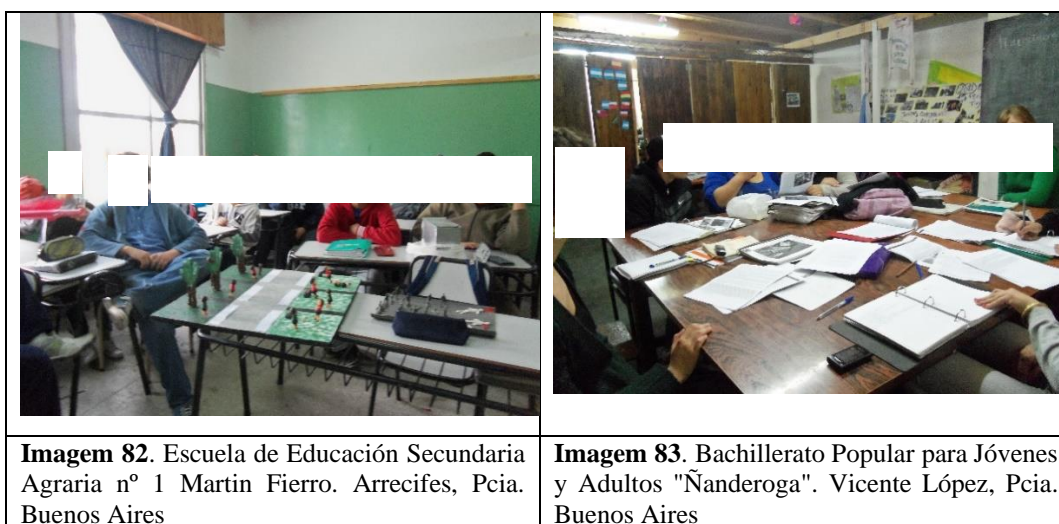 Imagem 82. Escuela de Educación Secundaria
Agraria nº 1 Martin Fierro. Arrecifes, Pcia.
Buenos Aires
Imagem 83. Bachillerato Popular para Jóvenes
y Adultos "Ñanderoga". Vicente López, Pcia.
Buenos Aires